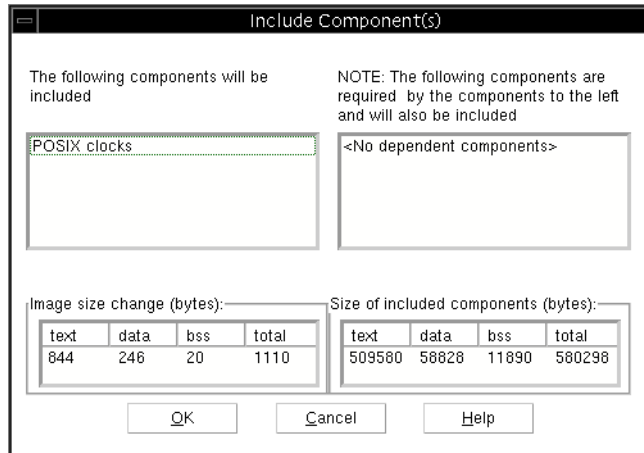 Include Component(s)
The following components will be
included
NOTE: The following components are
required by the components to the left
and will also be included
POSIX clocks
<No dependent components>
Image size change (bytes):
text data bss total
844 246 20 1110
Size of included components (bytes):
text data bss total
509580 58828 11890 580298
OK Cancel Help